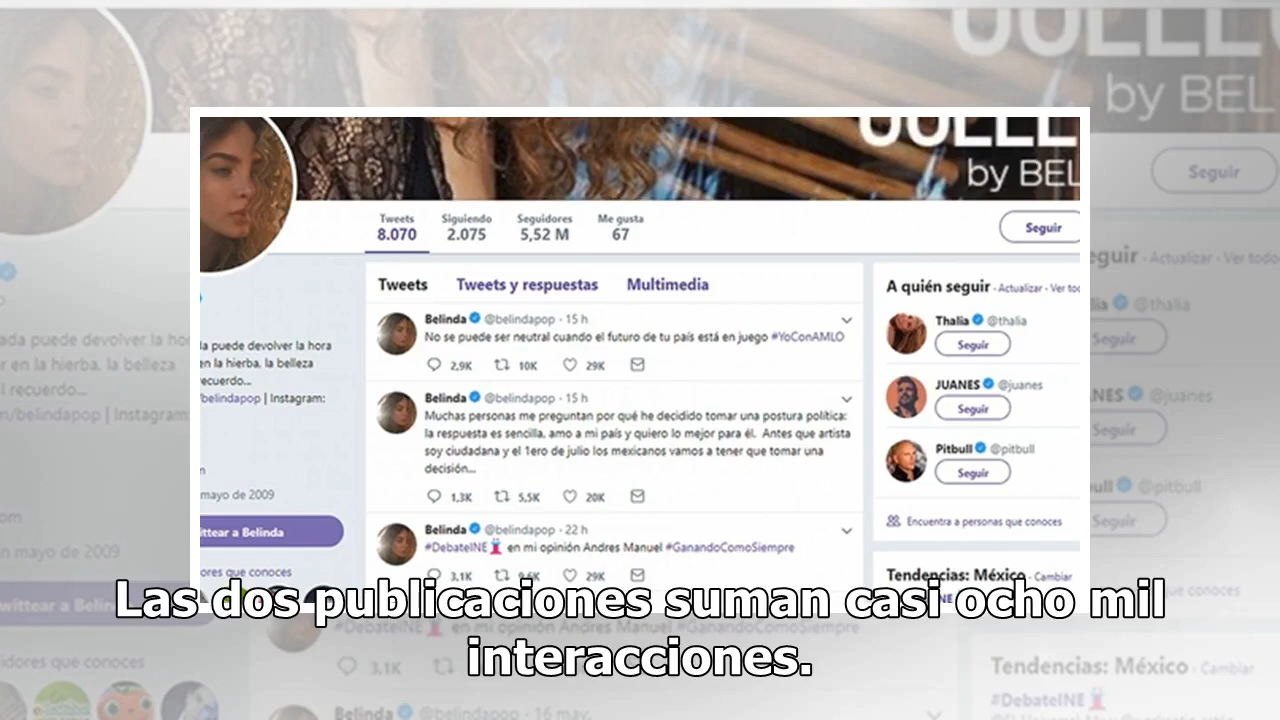 by BEL
Tweets Siguiendo Seguidores Me gusta
8.070 2.075 5,52 M 67
Seguir
Tweets Tweets y respuestas Multimedia
Belinda @belindapop · 15 h
No se puede ser neutral cuando el futuro de tu país está en juego #YoConAMLO
2,9K 10K 29K
Belinda @belindapop · 15 h
Muchas personas me preguntan por qué he decidido tomar una postura política:
la respuesta es sencilla, amo a mi país y quiero lo mejor para él. Antes que artista
soy ciudadana y el 1ero de julio los mexicanos vamos a tener que tomar una
decisión...
1,3K 5,5K 20K
Belinda @belindapop · 22 h
#DebateINE en mi opinión Andres Manuel #GanandoComoSiempre
3,1K 9,6K 29K
ada puede devolver la hora
en la hierba, la belleza
recuerdo...
/belindapop | Instagram:
mayo de 2009
ittear a Belinda
ores que conoces
A quién seguir · Actualizar · Ver todo
Thalia @thalia
Seguir
JUANES @juanes
Seguir
Pitbull @pitbull
Seguir
Encuentra a personas que conoces
Tendencias: México · Cambiar
Las dos publicaciones suman casi ocho mil
interacciones.